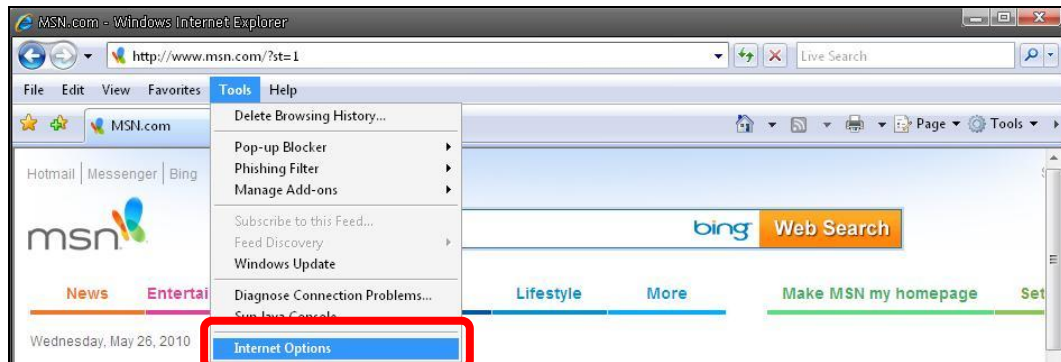 MSN.com - Windows Internet Explorer
http://www.msn.com/?st=1
Live Search
File Edit View Favorites Tools Help
MSN.com
Page Tools
Delete Browsing History...
Pop-up Blocker
Phishing Filter
Manage Add-ons
Subscribe to this Feed...
Feed Discovery
Windows Update
Diagnose Connection Problems...
Sun Java Console
Internet Options
Hotmail | Messenger | Bing
msn
bing Web Search
News Entertai Lifestyle More Make MSN my homepage Set
Wednesday, May 26, 2010